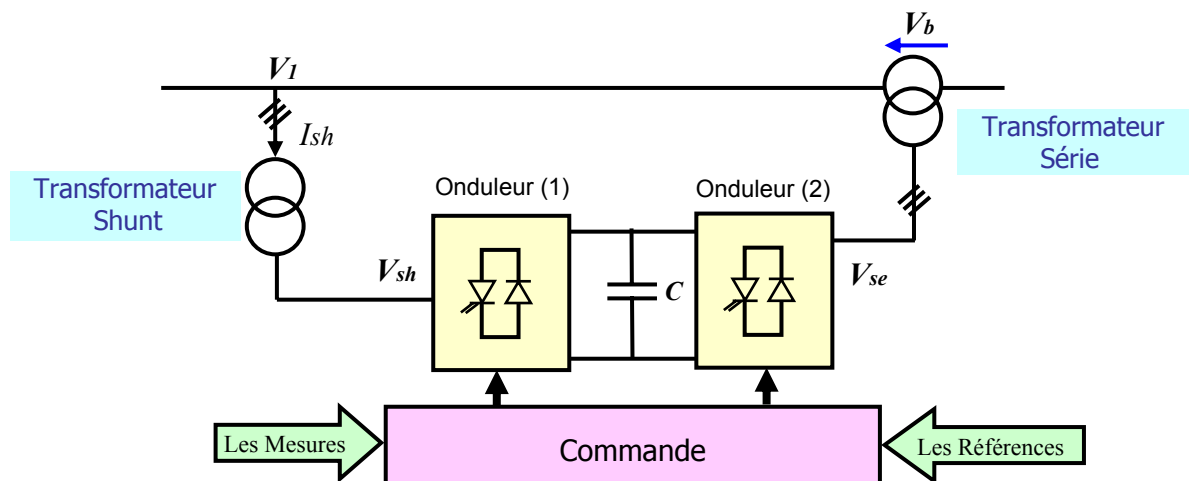 Vb
V1
Ish
Transformateur
Série
Transformateur
Shunt
Onduleur (1)
Onduleur (2)
Vsh
C
Vse
Les Mesures
Commande
Les Références